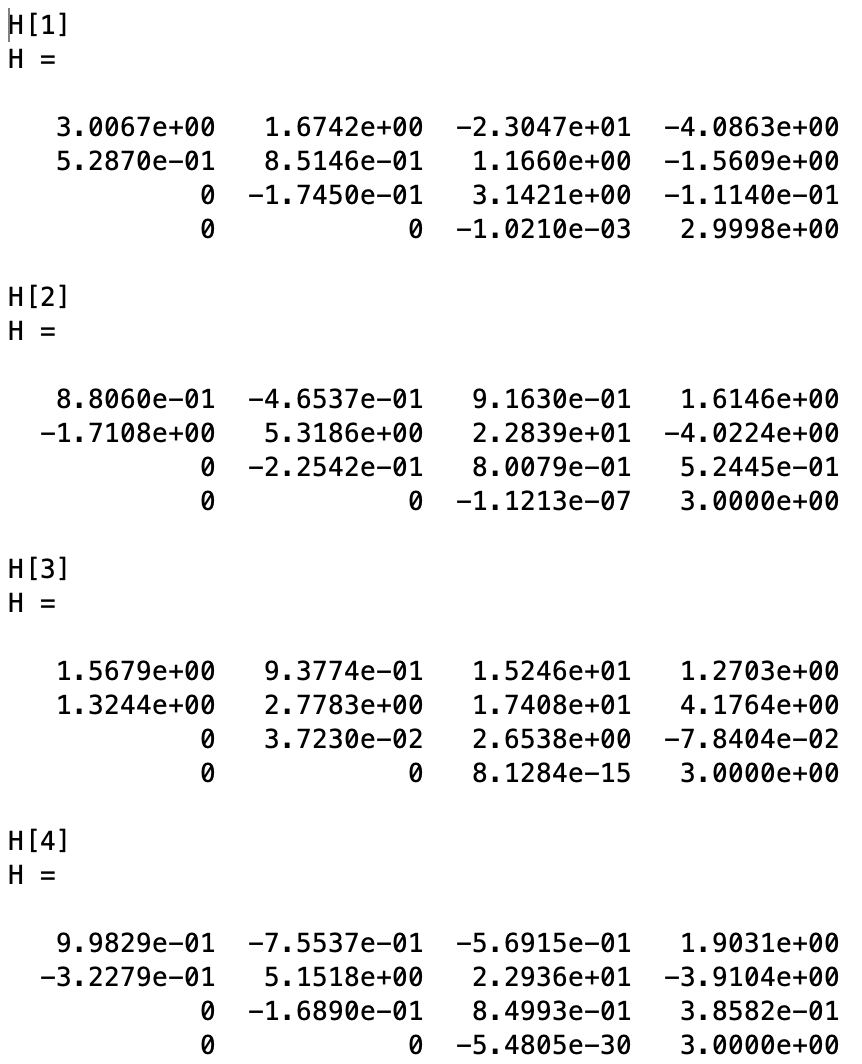 H[1]
H =
3.0067e+00 1.6742e+00 -2.3047e+01 -4.0863e+00
5.2870e-01 8.5146e-01 1.1660e+00 -1.5609e+00
0 -1.7450e-01 3.1421e+00 -1.1140e-01
0 0 -1.0210e-03 2.9998e+00
H[2]
H =
8.8060e-01 -4.6537e-01 9.1630e-01 1.6146e+00
-1.7108e+00 5.3186e+00 2.2839e+01 -4.0224e+00
0 -2.2542e-01 8.0079e-01 5.2445e-01
0 0 -1.1213e-07 3.0000e+00
H[3]
H =
1.5679e+00 9.3774e-01 1.5246e+01 1.2703e+00
1.3244e+00 2.7783e+00 1.7408e+01 4.1764e+00
0 3.7230e-02 2.6538e+00 -7.8404e-02
0 0 8.1284e-15 3.0000e+00
H[4]
H =
9.9829e-01 -7.5537e-01 -5.6915e-01 1.9031e+00
-3.2279e-01 5.1518e+00 2.2936e+01 -3.9104e+00
0 -1.6890e-01 8.4993e-01 3.8582e-01
0 0 -5.4805e-30 3.0000e+00